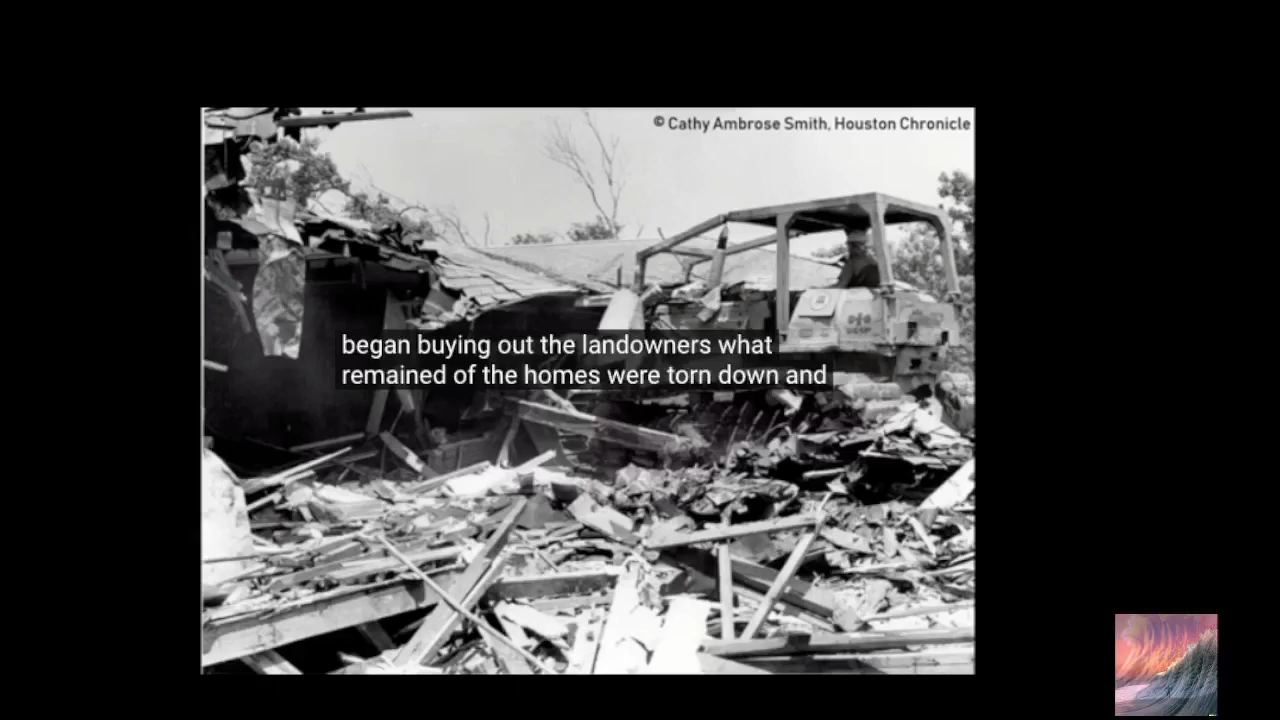 © Cathy Ambrose Smith, Houston Chronicle
began buying out the landowners what
remained of the homes were torn down and